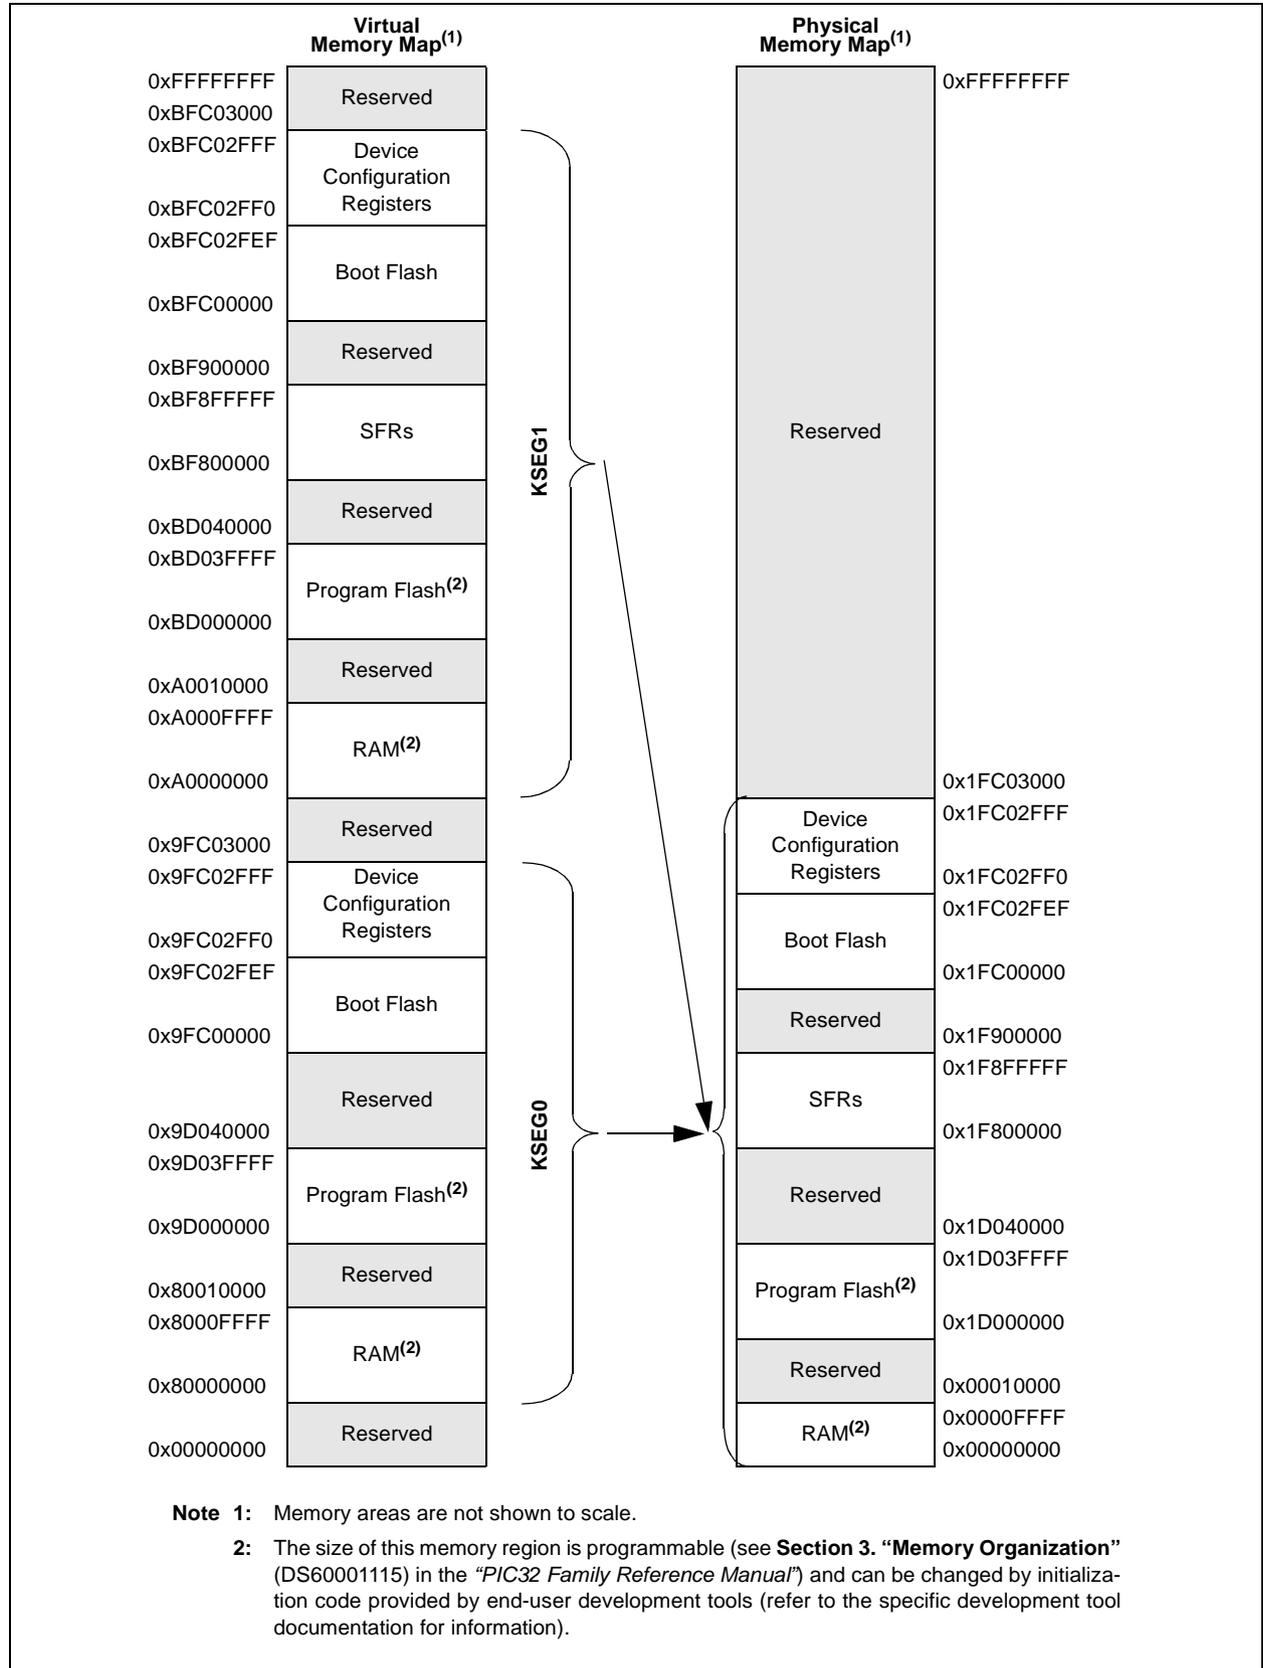 Virtual
Memory Map(1)
0xFFFFFFFF
Reserved
0xBFC03000
0xBFC02FFF
Device
Configuration
Registers
0xBFC02FF0
0xBFC02FEF
Boot Flash
0xBFC00000
Reserved
0xBF900000
0xBF8FFFFF
SFRs
0xBF800000
Reserved
0xBD040000
0xBD03FFFF
Program Flash(2)
0xBD000000
Reserved
0xA0010000
0xA000FFFF
RAM(2)
0xA0000000
Reserved
0x9FC03000
0x9FC02FFF
Device
Configuration
Registers
0x9FC02FF0
0x9FC02FEF
Boot Flash
0x9FC00000
Reserved
0x9D040000
0x9D03FFFF
Program Flash(2)
0x9D000000
Reserved
0x80010000
0x8000FFFF
RAM(2)
0x80000000
Reserved
0x00000000
KSEG1
KSEG0
Physical
Memory Map(1)
0xFFFFFFFF
Reserved
0x1FC03000
0x1FC02FFF
Device
Configuration
Registers
0x1FC02FF0
0x1FC02FEF
Boot Flash
0x1FC00000
Reserved
0x1F900000
0x1F8FFFFF
SFRs
0x1F800000
Reserved
0x1D040000
0x1D03FFFF
Program Flash(2)
0x1D000000
Reserved
0x00010000
0x0000FFFF
RAM(2)
0x00000000
Note 1: Memory areas are not shown to scale.
2: The size of this memory region is programmable (see Section 3. “Memory Organization”
(DS60001115) in the “PIC32 Family Reference Manual”) and can be changed by initializa-
tion code provided by end-user development tools (refer to the specific development tool
documentation for information).